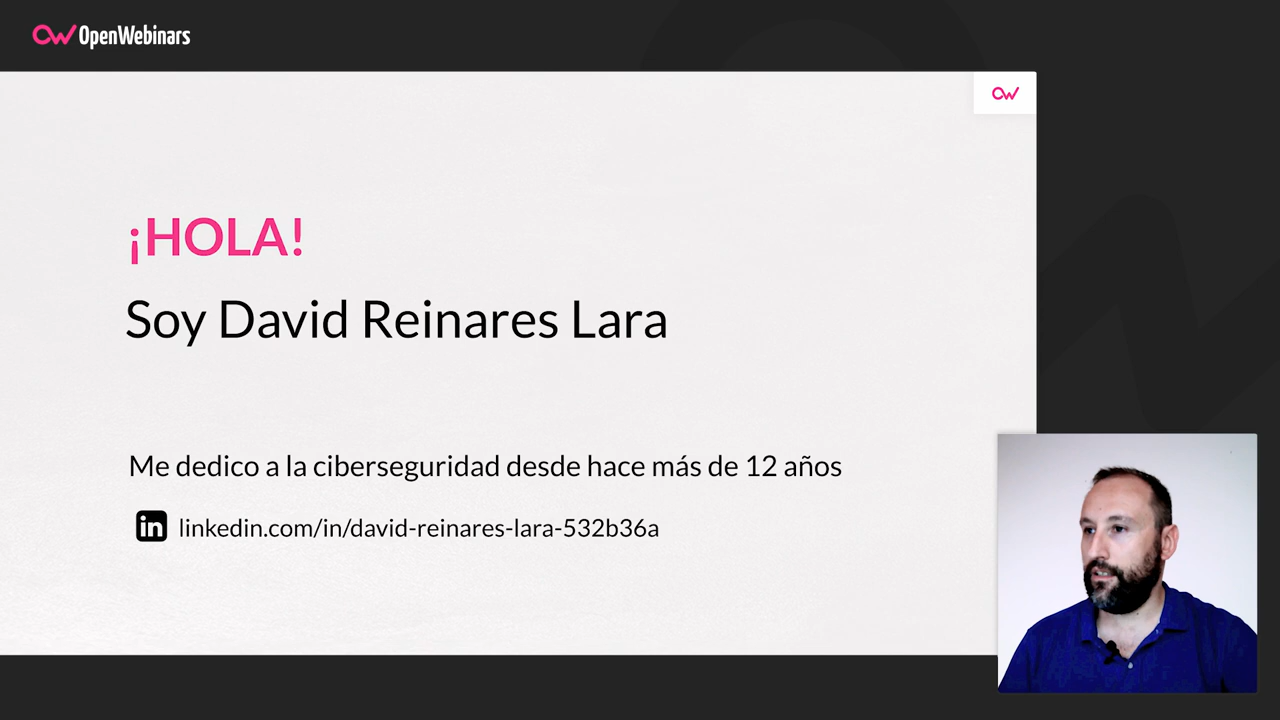 OpenWebinars
¡HOLA!
Soy David Reinares Lara
Me dedico a la ciberseguridad desde hace más de 12 años
in linkedin.com/in/david-reinares-lara-532b36a